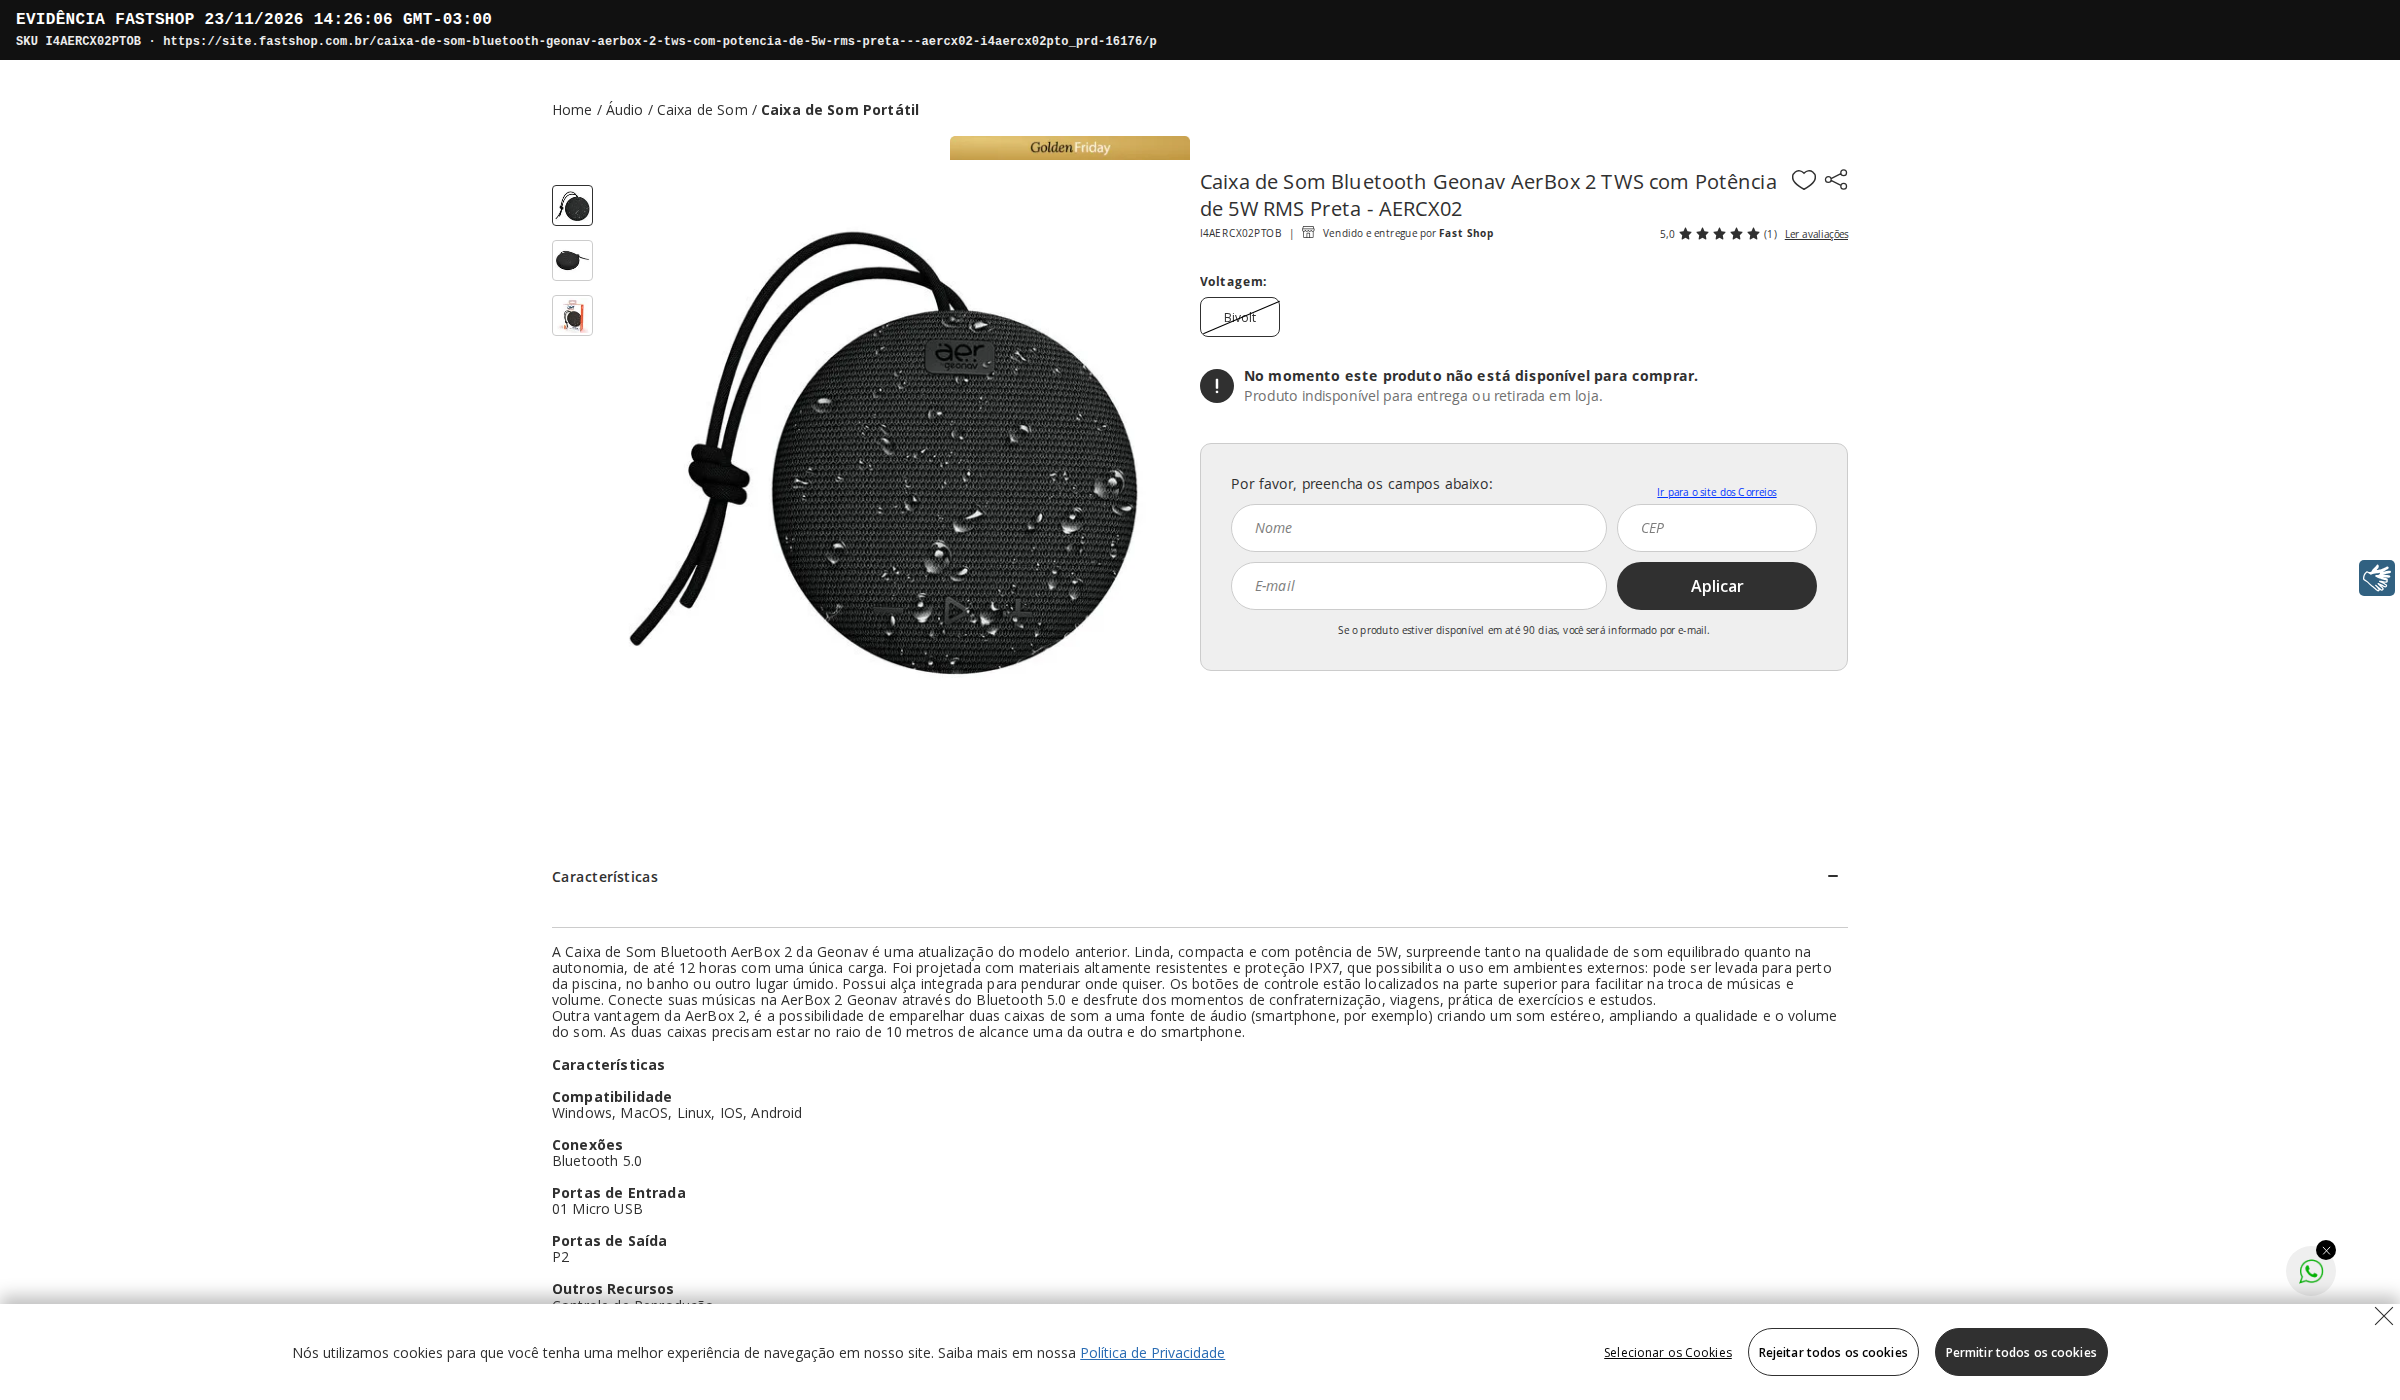 EVIDÊNCIA FASTSHOP 23/11/2026 14:26:06 GMT-03:00
SKU I4AERCX02PTOB · https://site.fastshop.com.br/caixa-de-som-bluetooth-geonav-aerbox-2-tws-com-potencia-de-5w-rms-preta---aercx02-i4aercx02pto_prd-16176/p
Home / Áudio / Caixa de Som / Caixa de Som Portátil
Golden Friday
Caixa de Som Bluetooth Geonav AerBox 2 TWS com Potência
de 5W RMS Preta - AERCX02
I4AERCX02PTOB | Vendido e entregue por Fast Shop
5,0 (1) Ler avaliações
Voltagem:
Bivolt
aer
geonav
No momento este produto não está disponível para comprar.
Produto indisponível para entrega ou retirada em loja.
Por favor, preencha os campos abaixo:
Ir para o site dos Correios
Nome
CEP
E-mail
Aplicar
Se o produto estiver disponível em até 90 dias, você será informado por e-mail.
Características
A Caixa de Som Bluetooth AerBox 2 da Geonav é uma atualização do modelo anterior. Linda, compacta e com potência de 5W, surpreende tanto na qualidade de som equilibrado quanto na
autonomia, de até 12 horas com uma única carga. Foi projetada com materiais altamente resistentes e proteção IPX7, que possibilita o uso em ambientes externos: pode ser levada para perto
da piscina, no banho ou outro lugar úmido. Possui alça integrada para pendurar onde quiser. Os botões de controle estão localizados na parte superior para facilitar na troca de músicas e
volume. Conecte suas músicas na AerBox 2 Geonav através do Bluetooth 5.0 e desfrute dos momentos de confraternização, viagens, prática de exercícios e estudos.
Outra vantagem da AerBox 2, é a possibilidade de emparelhar duas caixas de som a uma fonte de áudio (smartphone, por exemplo) criando um som estéreo, ampliando a qualidade e o volume
do som. As duas caixas precisam estar no raio de 10 metros de alcance uma da outra e do smartphone.
Características
Compatibilidade
Windows, MacOS, Linux, IOS, Android
Conexões
Bluetooth 5.0
Portas de Entrada
01 Micro USB
Portas de Saída
P2
Outros Recursos
Controle de Reprodução
Nós utilizamos cookies para que você tenha uma melhor experiência de navegação em nosso site. Saiba mais em nossa Política de Privacidade
Selecionar os Cookies
Rejeitar todos os cookies
Permitir todos os cookies